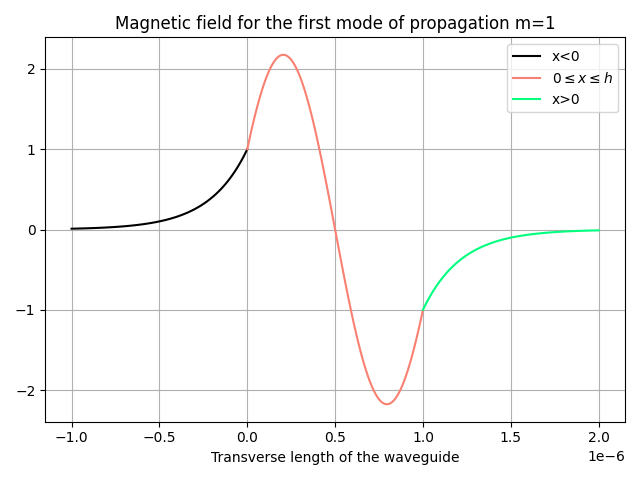 Magnetic field for the first mode of propagation m=1
x<0
0 ≤ x ≤ h
x>0
2
1
0
−1
−2
−1.0 −0.5 0.0 0.5 1.0 1.5 2.0
1e−6
Transverse length of the waveguide